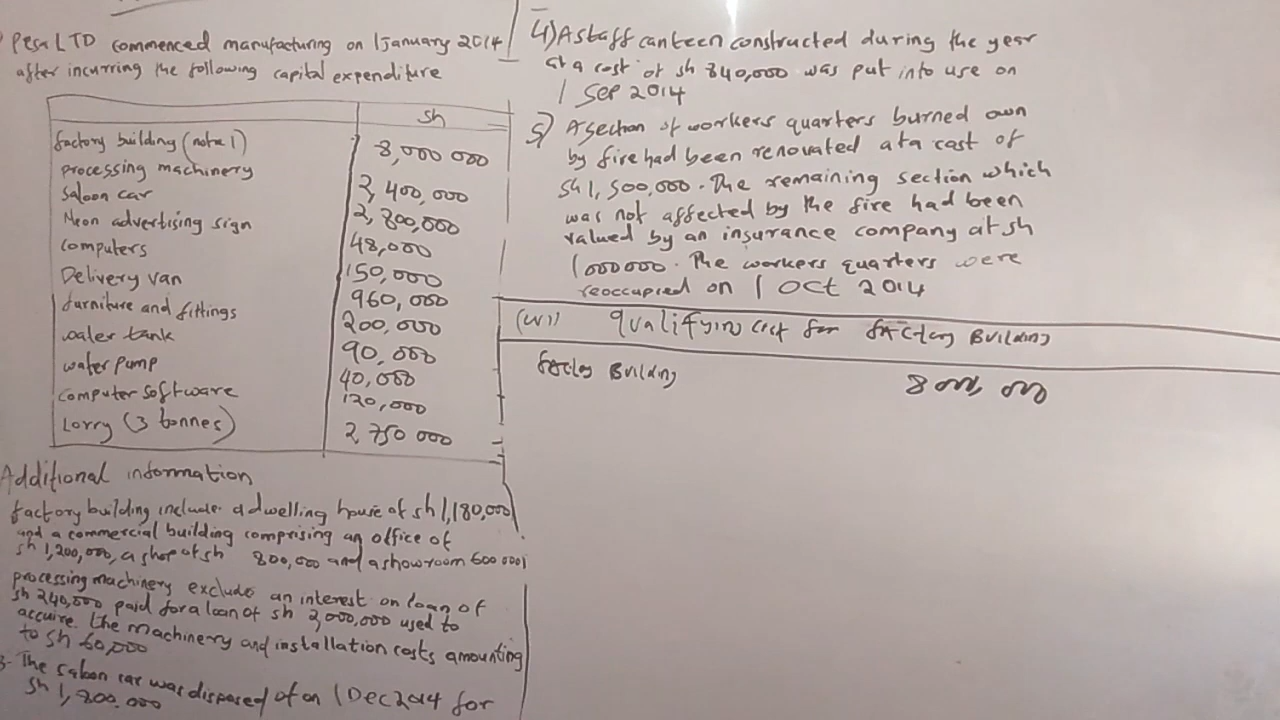 Pesa LTD commenced manufacturing on 1 January 2014
after incurring the following capital expenditure
sh
factory building (note 1) 8,000 000
processing machinery 2,400,000
Saloon car 2,800,000
Neon advertising sign 48,000
Computers 150,000
Delivery van 960,000
furniture and fittings 200,000
water tank 90,000
water pump 40,000
Computer software 120,000
Lorry (3 tonnes) 2,750 000
Additional information
factory building include a dwelling house of sh 1,180,000
and a commercial building comprising an office of
sh 1,200,000, a shop of sh 800,000 and a showroom 600 000
processing machinery exclude an interest on loan of
sh 240,000 paid for a loan of sh 2,000,000 used to
accuire the machinery and installation costs amounting
to sh 60,000
3. The saloon car was disposed of on 1 Dec 2014 for
sh 1,800.000
4) A staff canteen constructed during the year
at a cost of sh 840,000 was put into use on
1 Sep 2014
5) A section of workers quarters burned own
by fire had been renovated at a cost of
sh 1,500,000. The remaining section which
was not affected by the fire had been
valued by an insurance company at sh
1 000 000. The workers quarters were
reoccupied on 1 Oct 2014
(W1) qualifying cost for factory Building
factory Building 8 000, 000